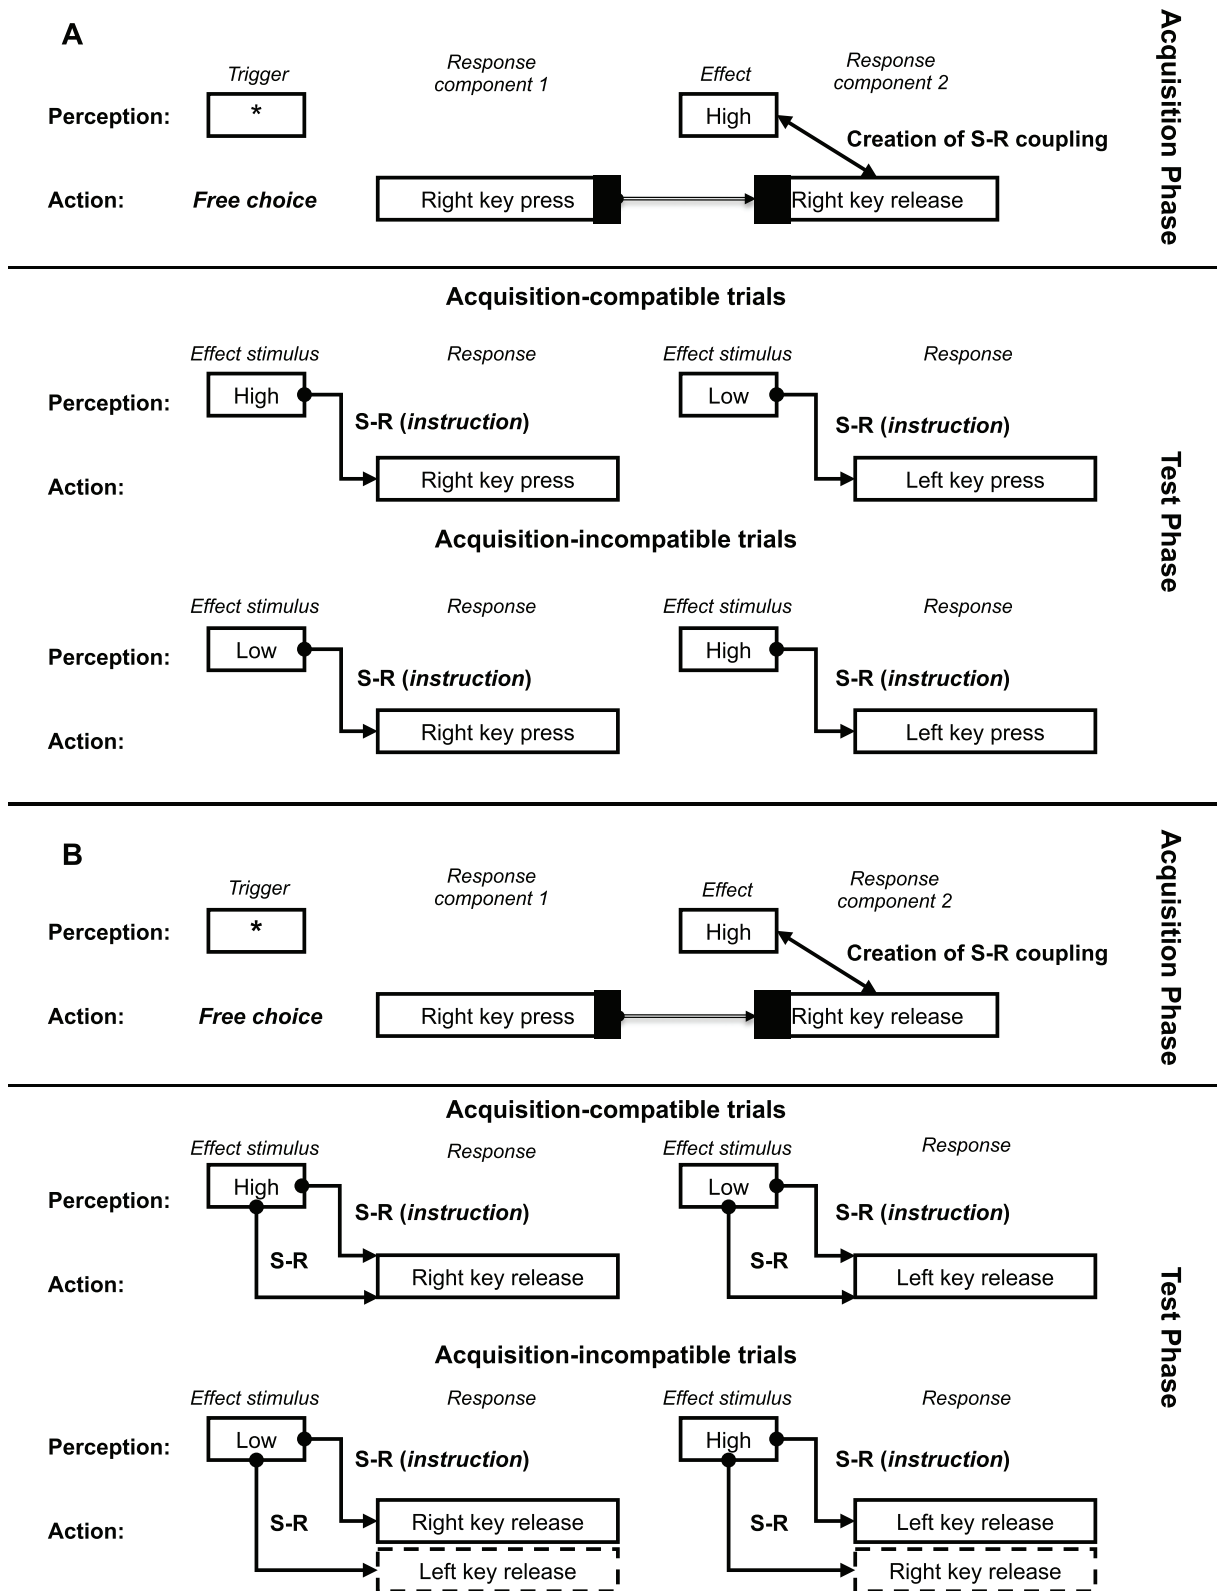 A
Trigger
Response
component 1
Effect
Response
component 2
Perception:
*
High
Creation of S-R coupling
Action:
Free choice
Right key press
Right key release
Acquisition Phase
Acquisition-compatible trials
Effect stimulus
Response
Effect stimulus
Response
Perception:
High
Low
S-R (instruction)
S-R (instruction)
Action:
Right key press
Left key press
Acquisition-incompatible trials
Effect stimulus
Response
Effect stimulus
Response
Perception:
Low
High
S-R (instruction)
S-R (instruction)
Action:
Right key press
Left key press
Test Phase
B
Trigger
Response
component 1
Effect
Response
component 2
Perception:
*
High
Creation of S-R coupling
Action:
Free choice
Right key press
Right key release
Acquisition Phase
Acquisition-compatible trials
Effect stimulus
Response
Effect stimulus
Response
Perception:
High
Low
S-R (instruction)
S-R (instruction)
S-R
S-R
Action:
Right key release
Left key release
Acquisition-incompatible trials
Effect stimulus
Response
Effect stimulus
Response
Perception:
Low
High
S-R (instruction)
S-R (instruction)
Action:
S-R
Right key release
S-R
Left key release
Left key release
Right key release
Test Phase